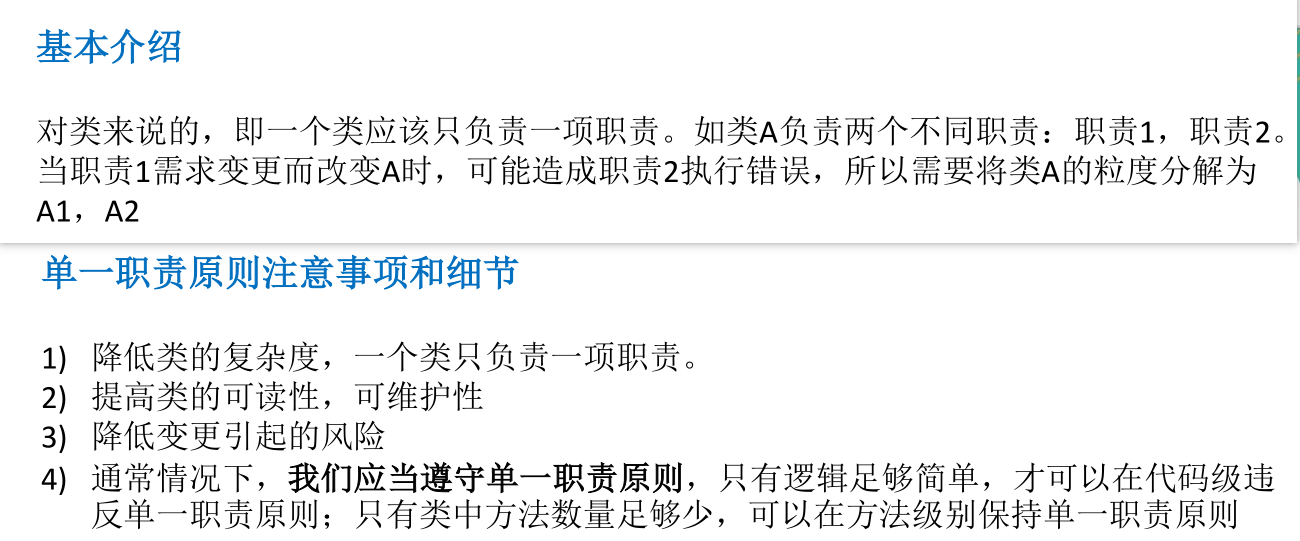 基本介绍
对类来说的，即一个类应该只负责一项职责。如类A负责两个不同职责：职责1，职责2。
当职责1需求变更而改变A时，可能造成职责2执行错误，所以需要将类A的粒度分解为
A1，A2
单一职责原则注意事项和细节
1) 降低类的复杂度，一个类只负责一项职责。
2) 提高类的可读性，可维护性
3) 降低变更引起的风险
4) 通常情况下，我们应当遵守单一职责原则，只有逻辑足够简单，才可以在代码级违
反单一职责原则；只有类中方法数量足够少，可以在方法级别保持单一职责原则